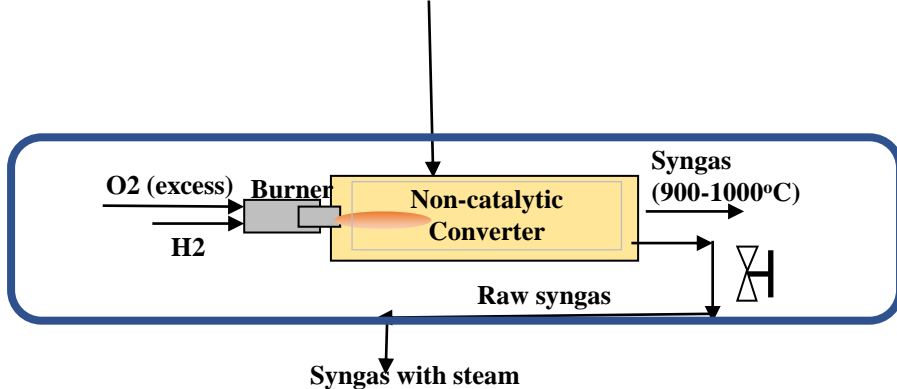 Syngas
(900-1000°C)
O2 (excess)
Burner
Non-catalytic
Converter
H2
Raw syngas
Syngas with steam